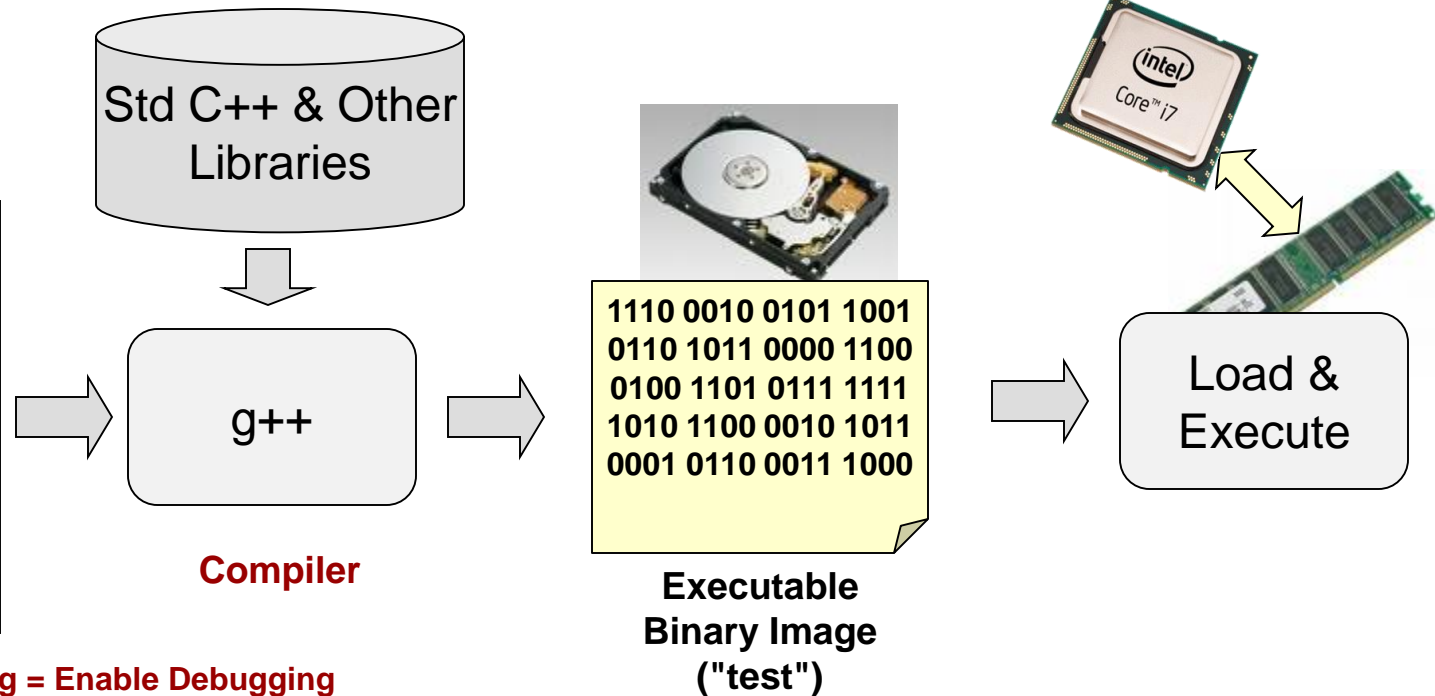 Std C++ & Other
Libraries
intel
Core™ i7
1110 0010 0101 1001
0110 1011 0000 1100
0100 1101 0111 1111
1010 1100 0010 1011
0001 0110 0011 1000
g++
Load &
Execute
Compiler
Executable
Binary Image
("test")
g = Enable Debugging